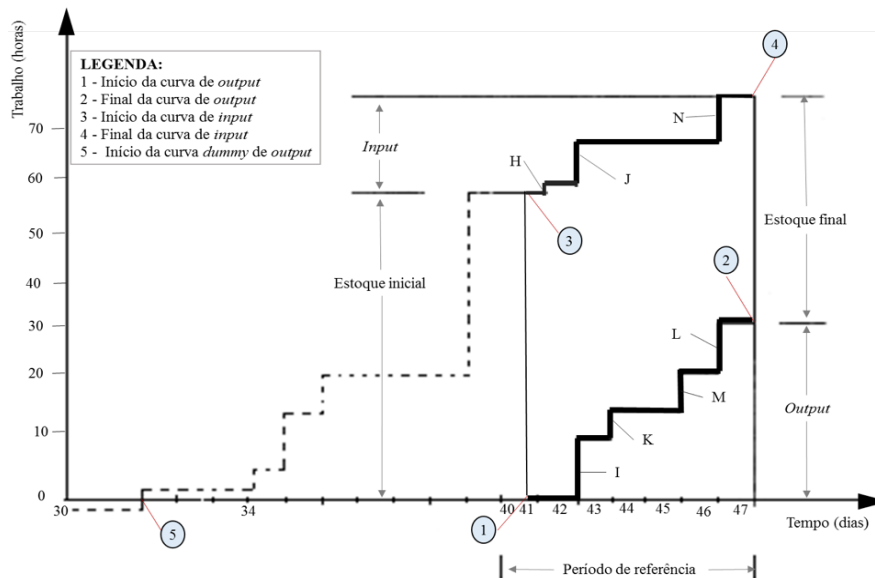 Trabalho (horas)
LEGENDA:
1 - Início da curva de output
2 - Final da curva de output
3 - Início da curva de input
4 - Final da curva de input
5 - Início da curva dummy de output
4
70
60
50
40
30
20
10
0
Input
Estoque inicial
H
J
N
3
Estoque final
2
L
M
K
I
Output
30
34
40
41
42
43
44
45
46
47
Tempo (dias)
5
1
Período de referência